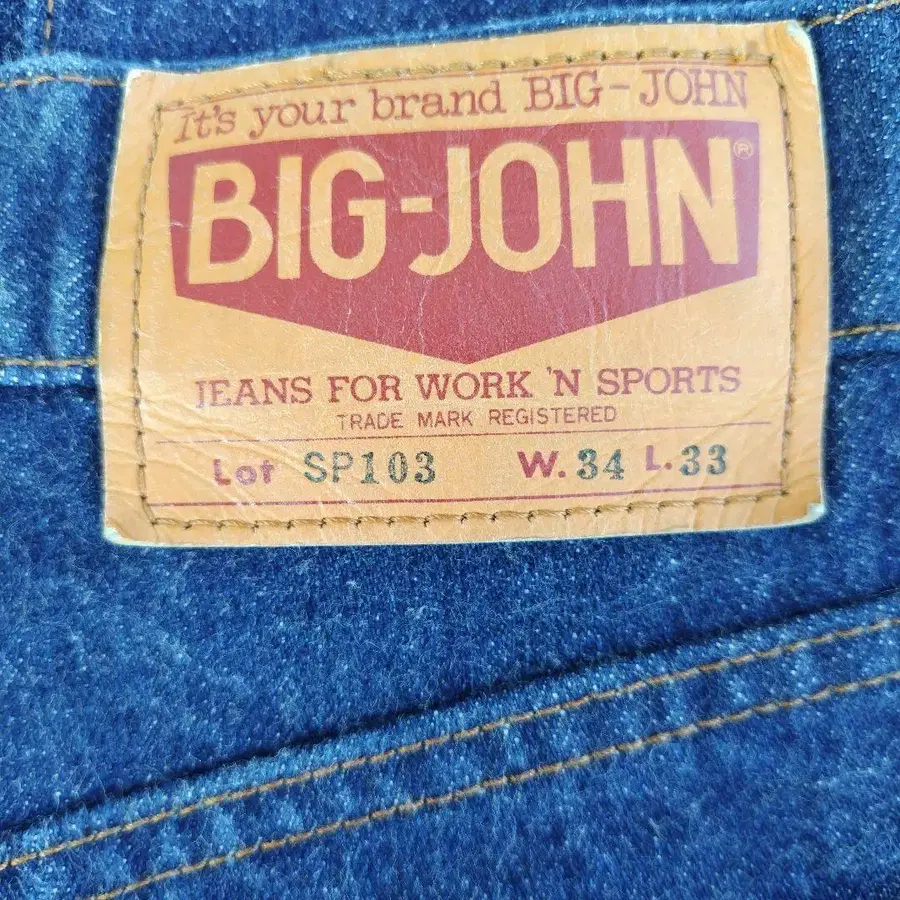 It's your brand BIG-JOHN
BIG-JOHN®
JEANS FOR WORK 'N SPORTS
TRADE MARK REGISTERED
Lot SP103 W.34 L.33